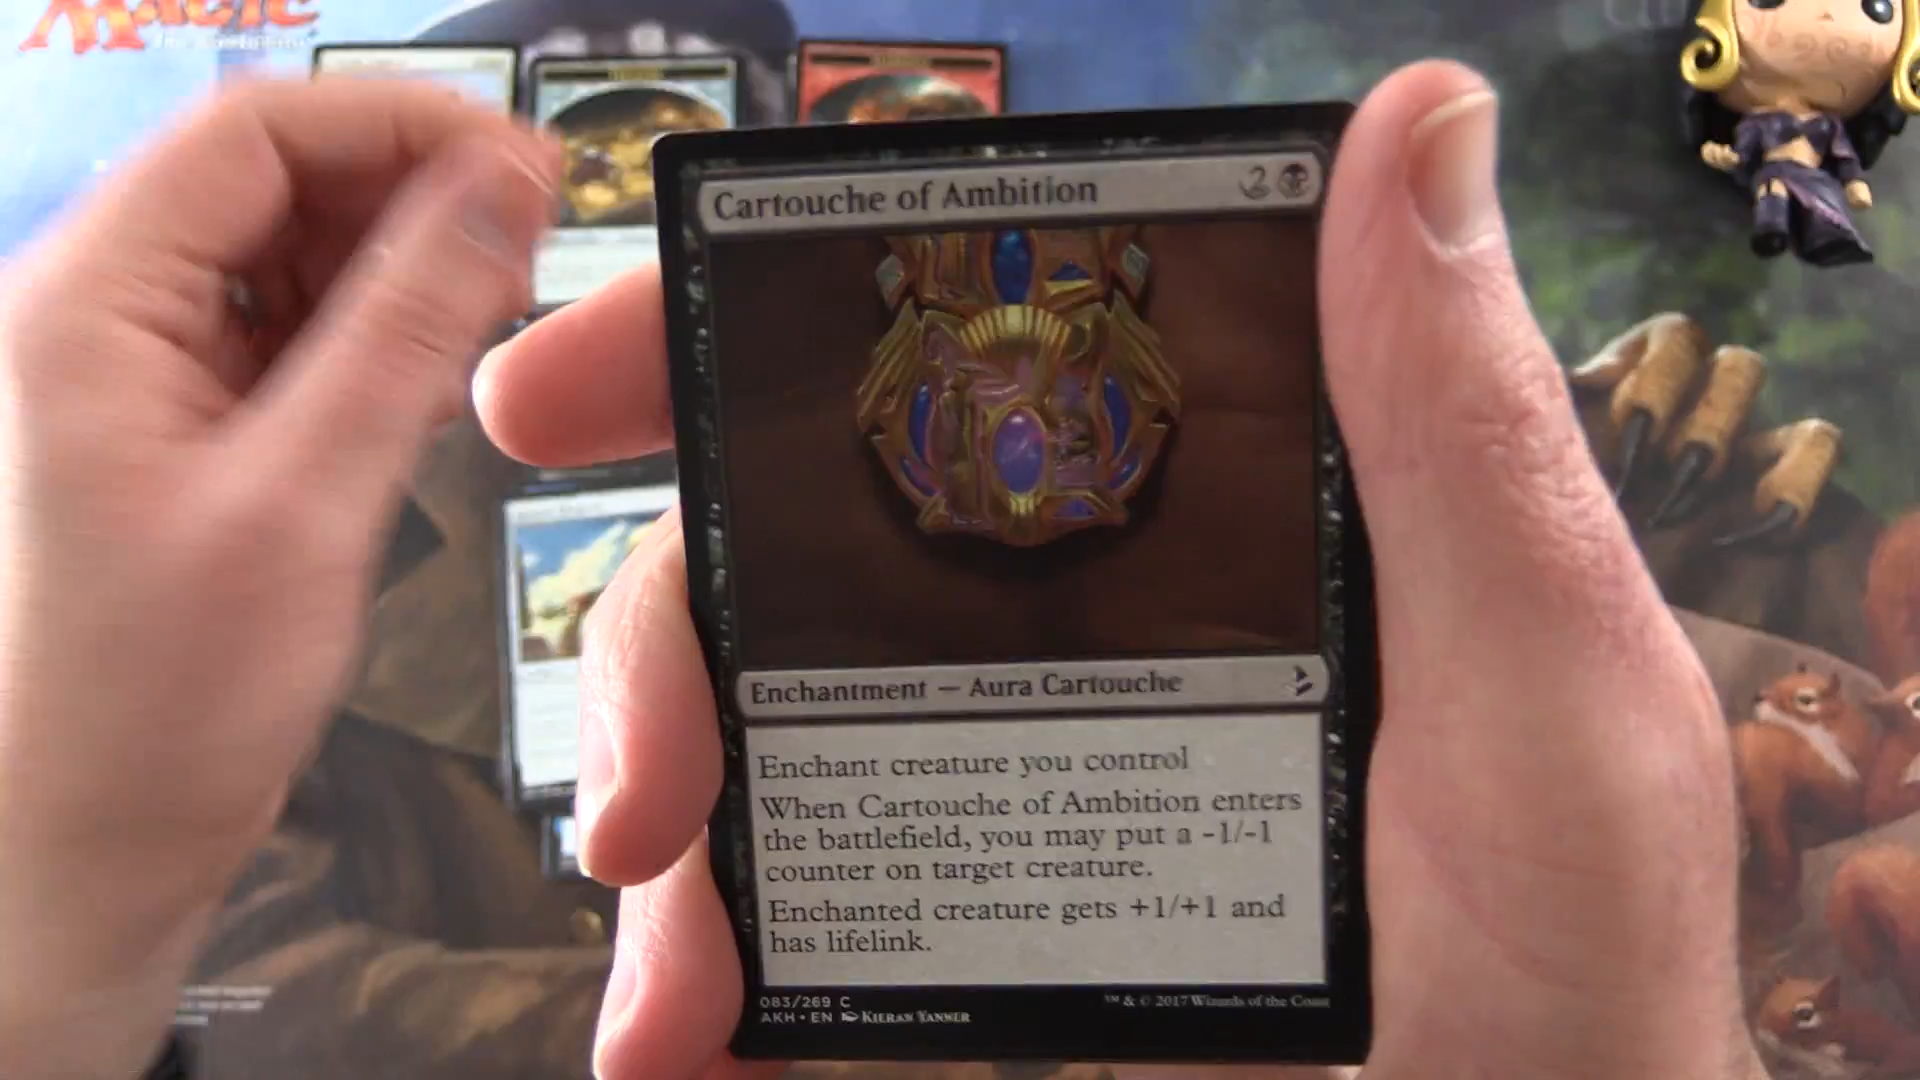 MAGIC
Cartouche of Ambition 2
Enchantment — Aura Cartouche
Enchant creature you control
When Cartouche of Ambition enters
the battlefield, you may put a -1/-1
counter on target creature.
Enchanted creature gets +1/+1 and
has lifelink.
083/269 C
™ & © 2017 Wizards of the Coast
AKH • EN Kieran Yanner